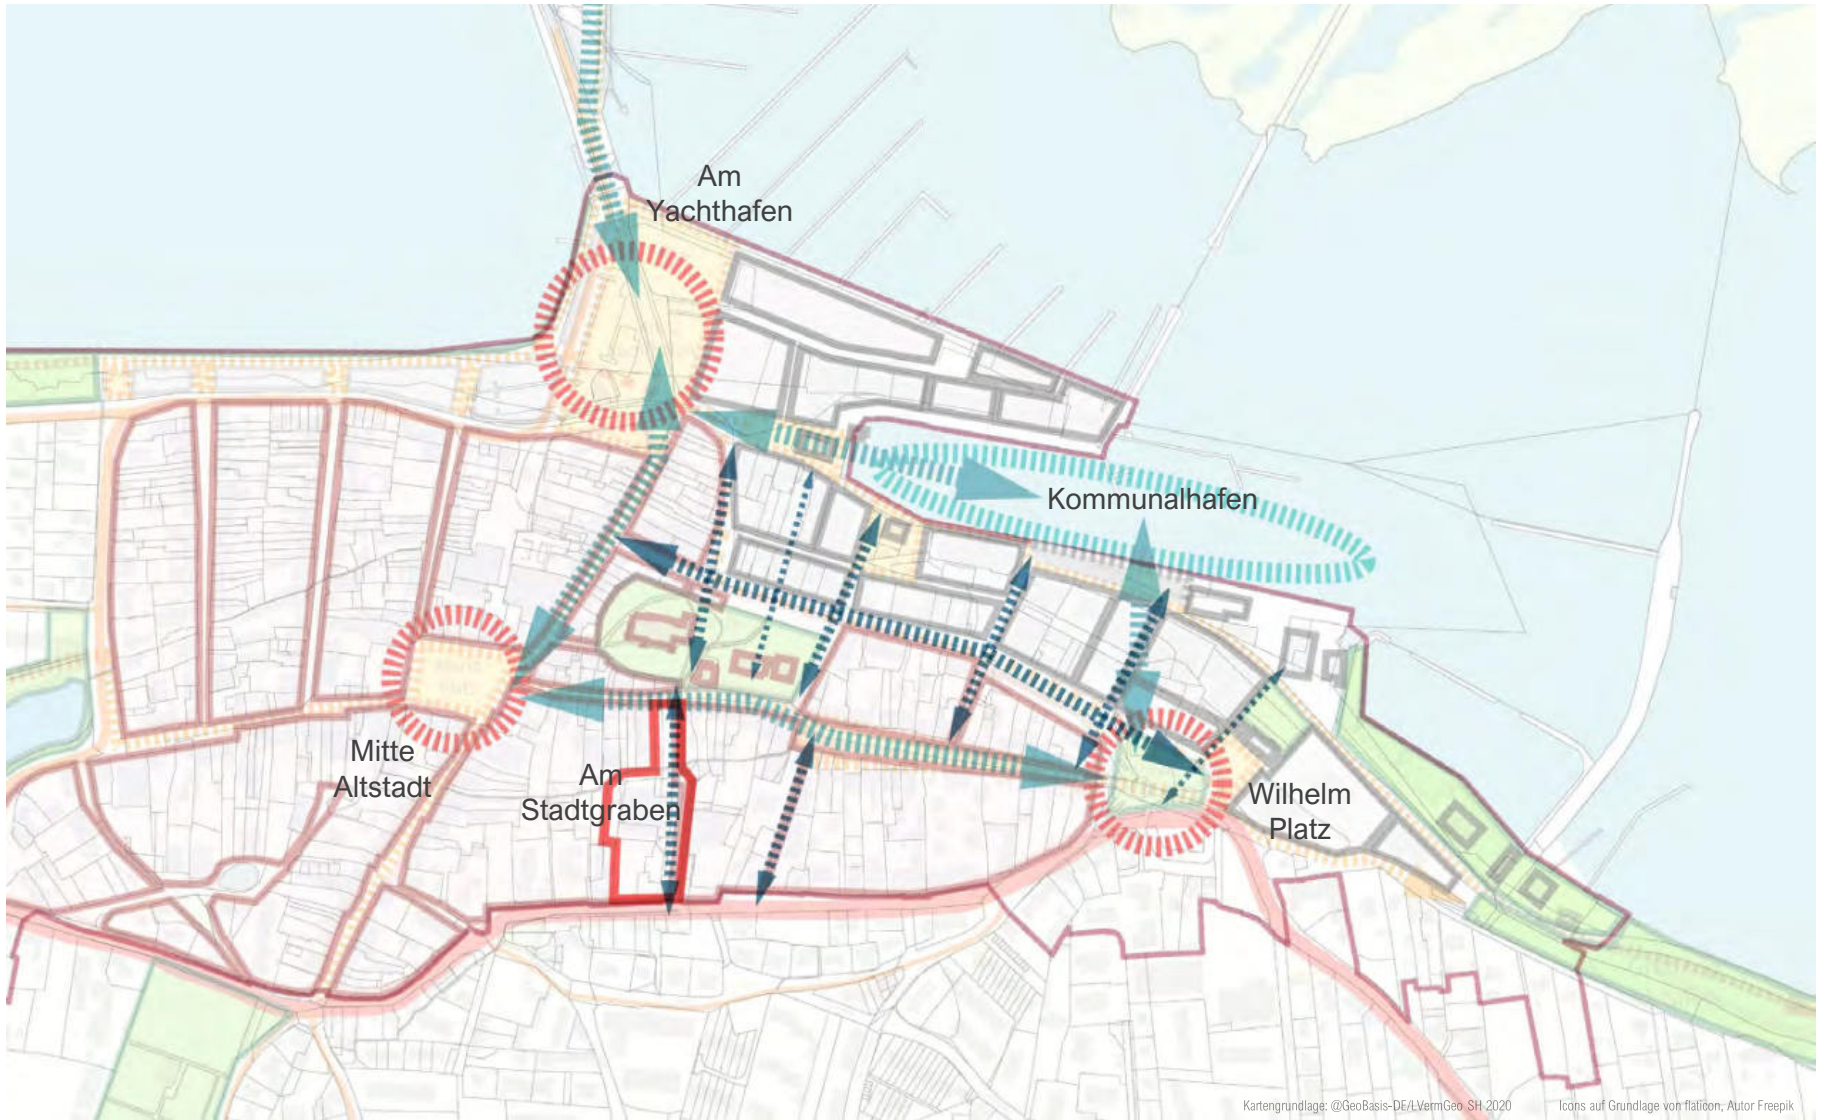 Am
Yachthafen
Kommunalhafen
Mitte
Altstadt
Am
Stadtgraben
Wilhelm
Platz
Kartengrundlage: @GeoBasis-DE/LVermGeo SH 2020
Icons auf Grundlage von flaticon, Autor Freepik